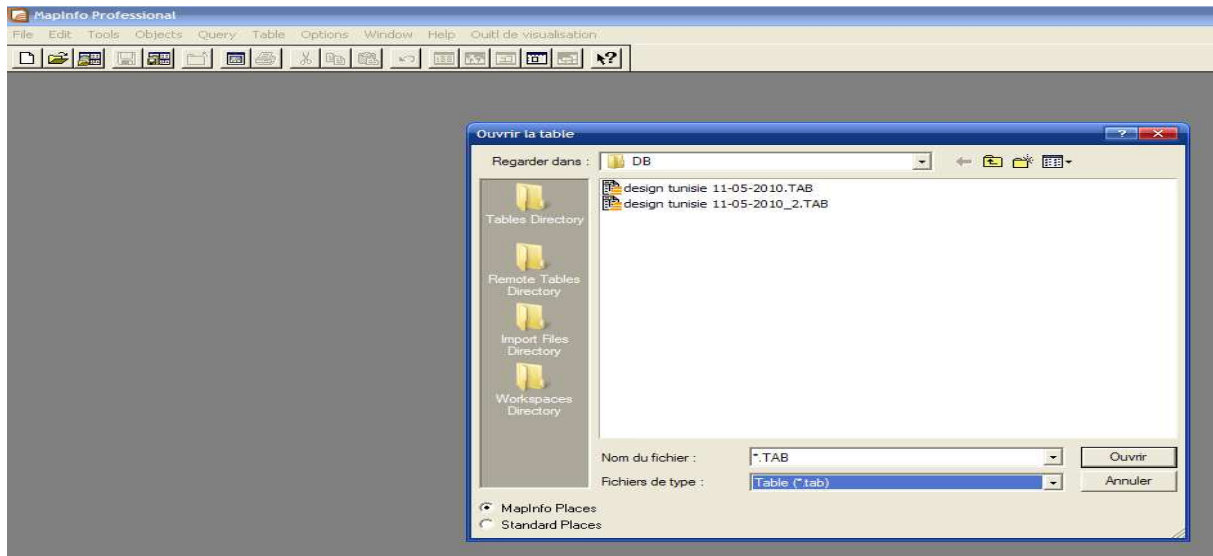 MapInfo Professional
File Edit Tools Objects Query Table Options Window Help Ouitl de visualisation
Ouvrir la table
Regarder dans : DB
design tunisie 11-05-2010.TAB
design tunisie 11-05-2010_2.TAB
Tables Directory
Remote Tables
Directory
Import Files
Directory
Workspaces
Directory
Nom du fichier : *.TAB Ouvrir
Fichiers de type : Table (*.tab) Annuler
MapInfo Places
Standard Places